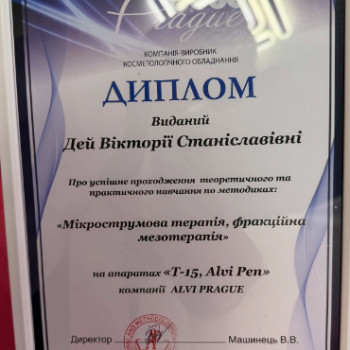 Prague
КОМПАНІЯ-ВИРОБНИК
КОСМЕТОЛОГІЧНОГО ОБЛАДНАННЯ
ДИПЛОМ
Виданий
Дей Вікторії Станіславівні
Про успішне проходження теоретичного та
практичного навчання по методиках:
«Мікрострумова терапія, фракційна
мезотерапія»
на апаратах «T-15, Alvi Pen»
компанії ALVI PRAGUE
Директор Машинець В.В.